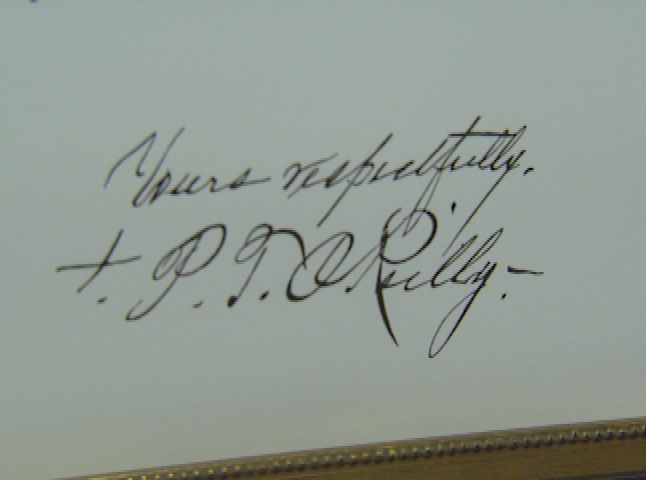 Yours respectfully.
+. P. T. O'Reilly.-